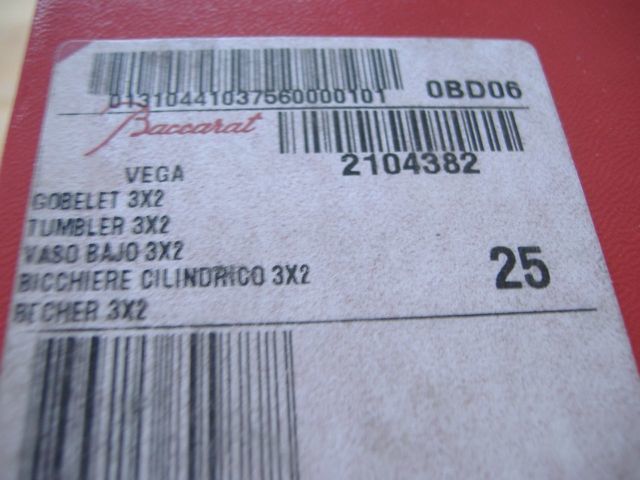 01310441037560000101 0BD06
Baccarat
2104382
VEGA
GOBELET 3X2
TUMBLER 3X2
VASO BAJO 3X2
BICCHIERE CILINDRICO 3X2
BECHER 3X2
25